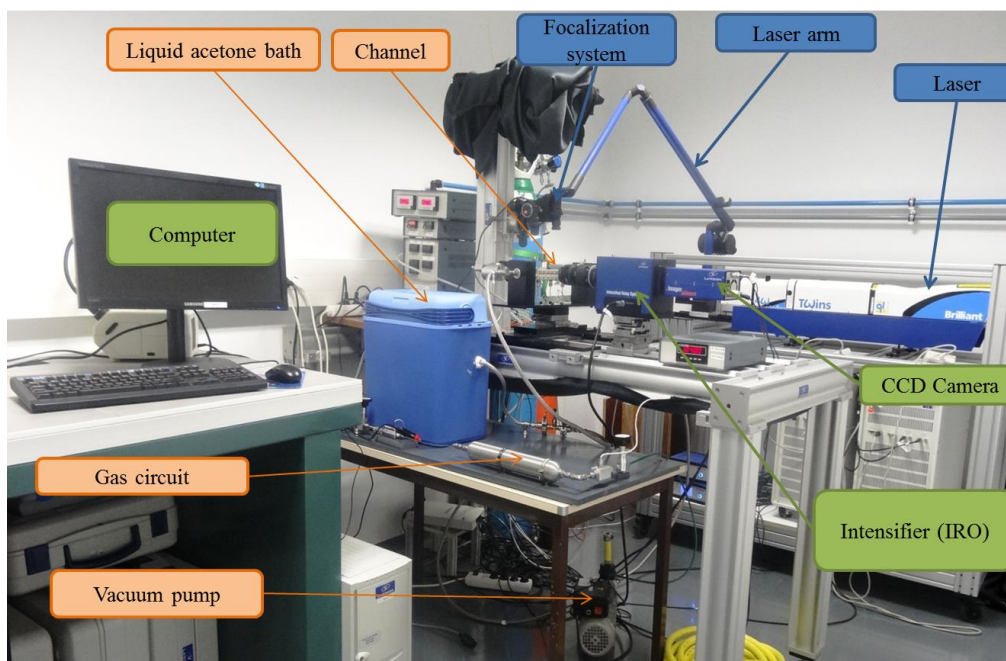 Liquid acetone bath
Channel
Focalization
system
Laser arm
Laser
Computer
SAMSUNG
Twins
Brilliant
CCD Camera
Gas circuit
Intensifier (IRO)
Vacuum pump